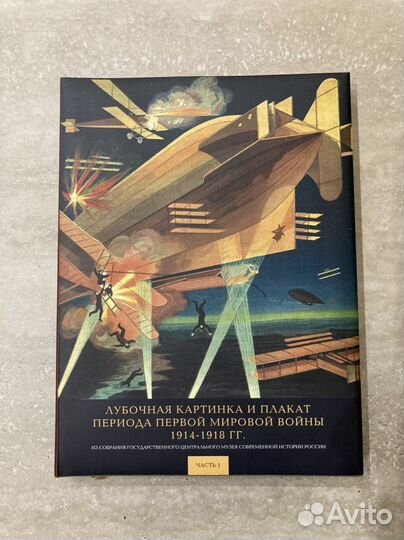 ЛУБОЧНАЯ КАРТИНКА И ПЛАКАТ
ПЕРИОДА ПЕРВОЙ МИРОВОЙ ВОЙНЫ
1914-1918 ГГ.
ИЗ СОБРАНИЯ ГОСУДАРСТВЕННОГО ЦЕНТРАЛЬНОГО МУЗЕЯ СОВРЕМЕННОЙ ИСТОРИИ РОССИИ
ЧАСТЬ 1
Avito